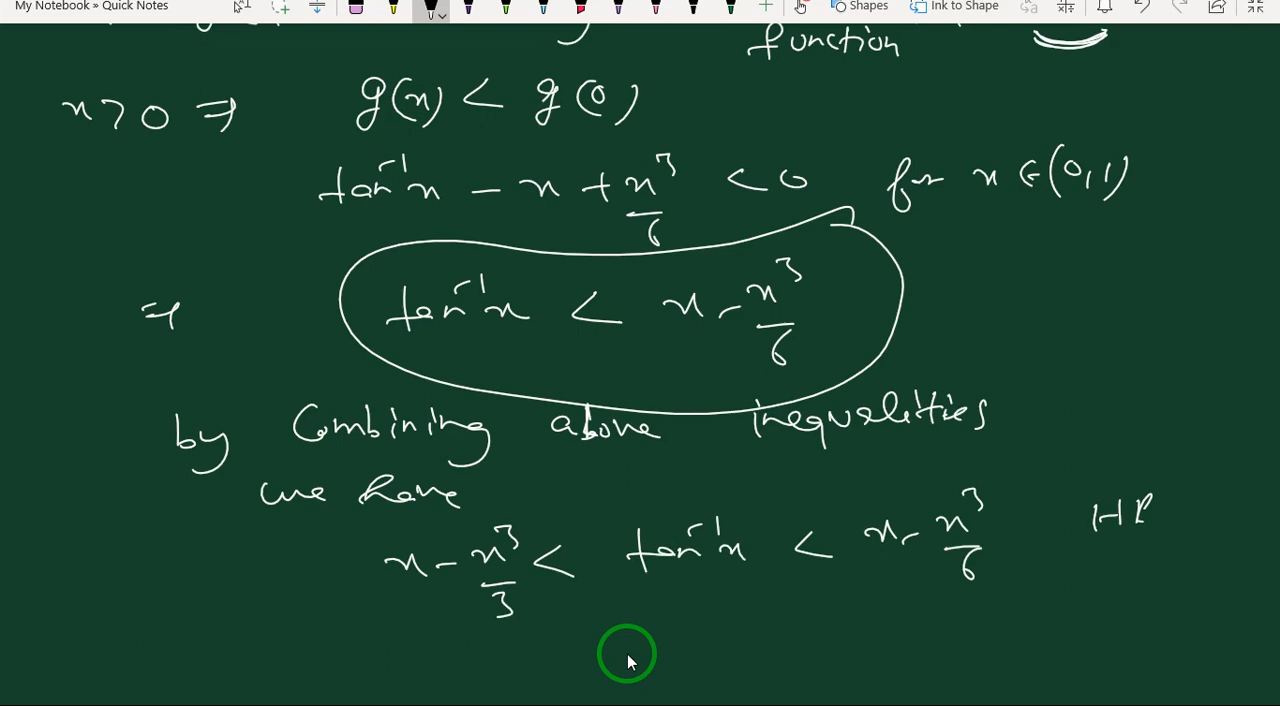 My Notebook » Quick Notes Shapes Ink to Shape
function
x > 0 ⇒ g(x) < g(0)
tan⁻¹x − x + x³/6 < 0 for x ∈ (0,1)
⇒ tan⁻¹x < x − x³/6
by Combining above inequalities
we have
x − x³/3 < tan⁻¹x < x − x³/6 HP